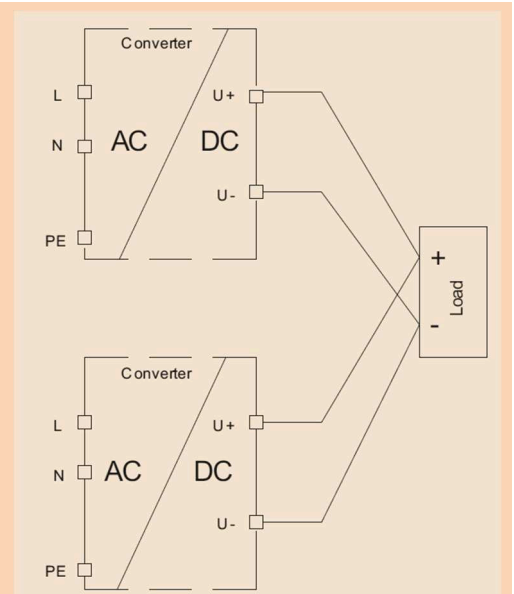 Converter
L
U+
N
AC
DC
U-
PE
+
Load
-
Converter
L
U+
N
AC
DC
U-
PE